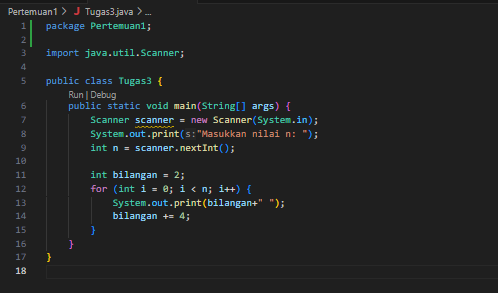 Pertemuan1 > J Tugas3.java > ...
1 package Pertemuan1;
2
3 import java.util.Scanner;
4
5 public class Tugas3 {
Run | Debug
6 public static void main(String[] args) {
7 Scanner scanner = new Scanner(System.in);
8 System.out.print(s:"Masukkan nilai n: ");
9 int n = scanner.nextInt();
10
11 int bilangan = 2;
12 for (int i = 0; i < n; i++) {
13 System.out.print(bilangan+" ");
14 bilangan += 4;
15 }
16 }
17 }
18